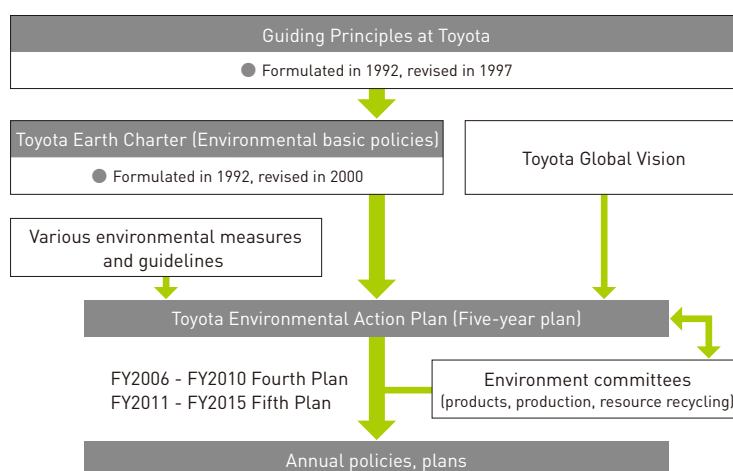 Guiding Principles at Toyota
● Formulated in 1992, revised in 1997
Toyota Earth Charter (Environmental basic policies)
● Formulated in 1992, revised in 2000
Toyota Global Vision
Various environmental measures
and guidelines
Toyota Environmental Action Plan (Five-year plan)
FY2006 - FY2010 Fourth Plan
FY2011 - FY2015 Fifth Plan
Environment committees
(products, production, resource recycling)
Annual policies, plans